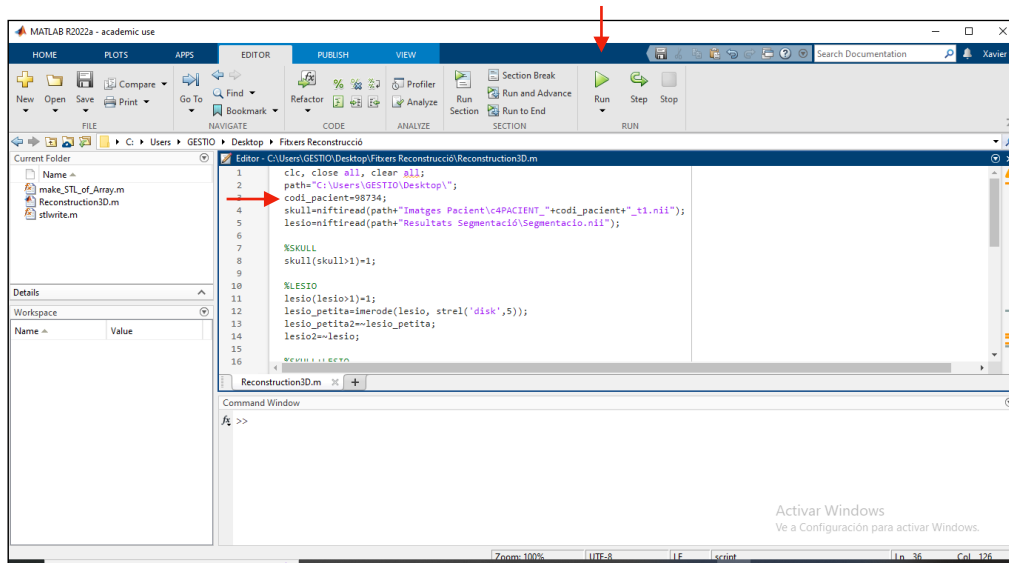 MATLAB R2022a - academic use
HOME PLOTS APPS EDITOR PUBLISH VIEW
Search Documentation
Xavier
New Open Save
Compare
Print
FILE
Go To
Find
Bookmark
NAVIGATE
Refactor
CODE
Profiler
Analyze
ANALYZE
Run Section
Section Break
Run and Advance
Run to End
SECTION
Run Step Stop
RUN
C: Users GESTIO Desktop Fitxers Reconstrucció
Current Folder
Name
make_STL_of_Array.m
Reconstruction3D.m
stlwrite.m
Details
Workspace
Name Value
Editor - C:\Users\GESTIO\Desktop\Fitxers Reconstrucció\Reconstruction3D.m
1 clc, close all, clear all;
2 path="C:\Users\GESTIO\Desktop\";
3 codi_pacient=98734;
4 skull=niftiread(path+"Imatges Pacient\c4PACIENT_"+codi_pacient+"_t1.nii");
5 lesio=niftiread(path+"Resultats Segmentació\Segmentacio.nii");
6
7 %SKULL
8 skull(skull>1)=1;
9
10 %LESIO
11 lesio(lesio>1)=1;
12 lesio_petita=imerode(lesio, strel('disk',5));
13 lesio_petita2=~lesio_petita;
14 lesio2=~lesio;
15
16 %SKULL+LESIO
Reconstruction3D.m
Command Window
fx >>
Activar Windows
Ve a Configuración para activar Windows.
Zoom: 100% UTF-8 LF script Ln 36 Col 126